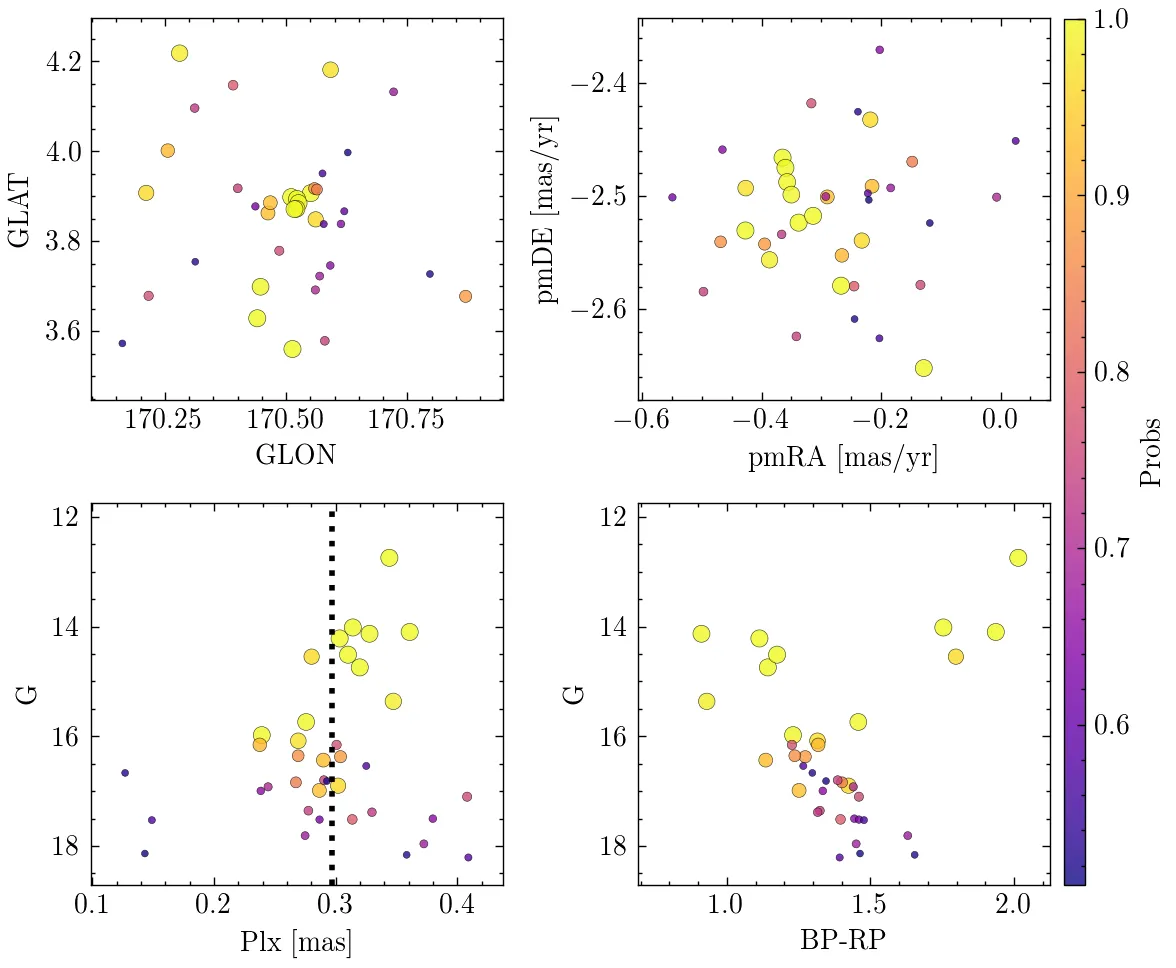 4.2
4.0
3.8
3.6
GLAT
170.25 170.50 170.75
GLON
−2.4
−2.5
−2.6
pmDE [mas/yr]
−0.6 −0.4 −0.2 0.0
pmRA [mas/yr]
1.0
0.9
0.8
0.7
0.6
Probs
12
14
16
18
G
0.1 0.2 0.3 0.4
Plx [mas]
12
14
16
18
G
1.0 1.5 2.0
BP-RP